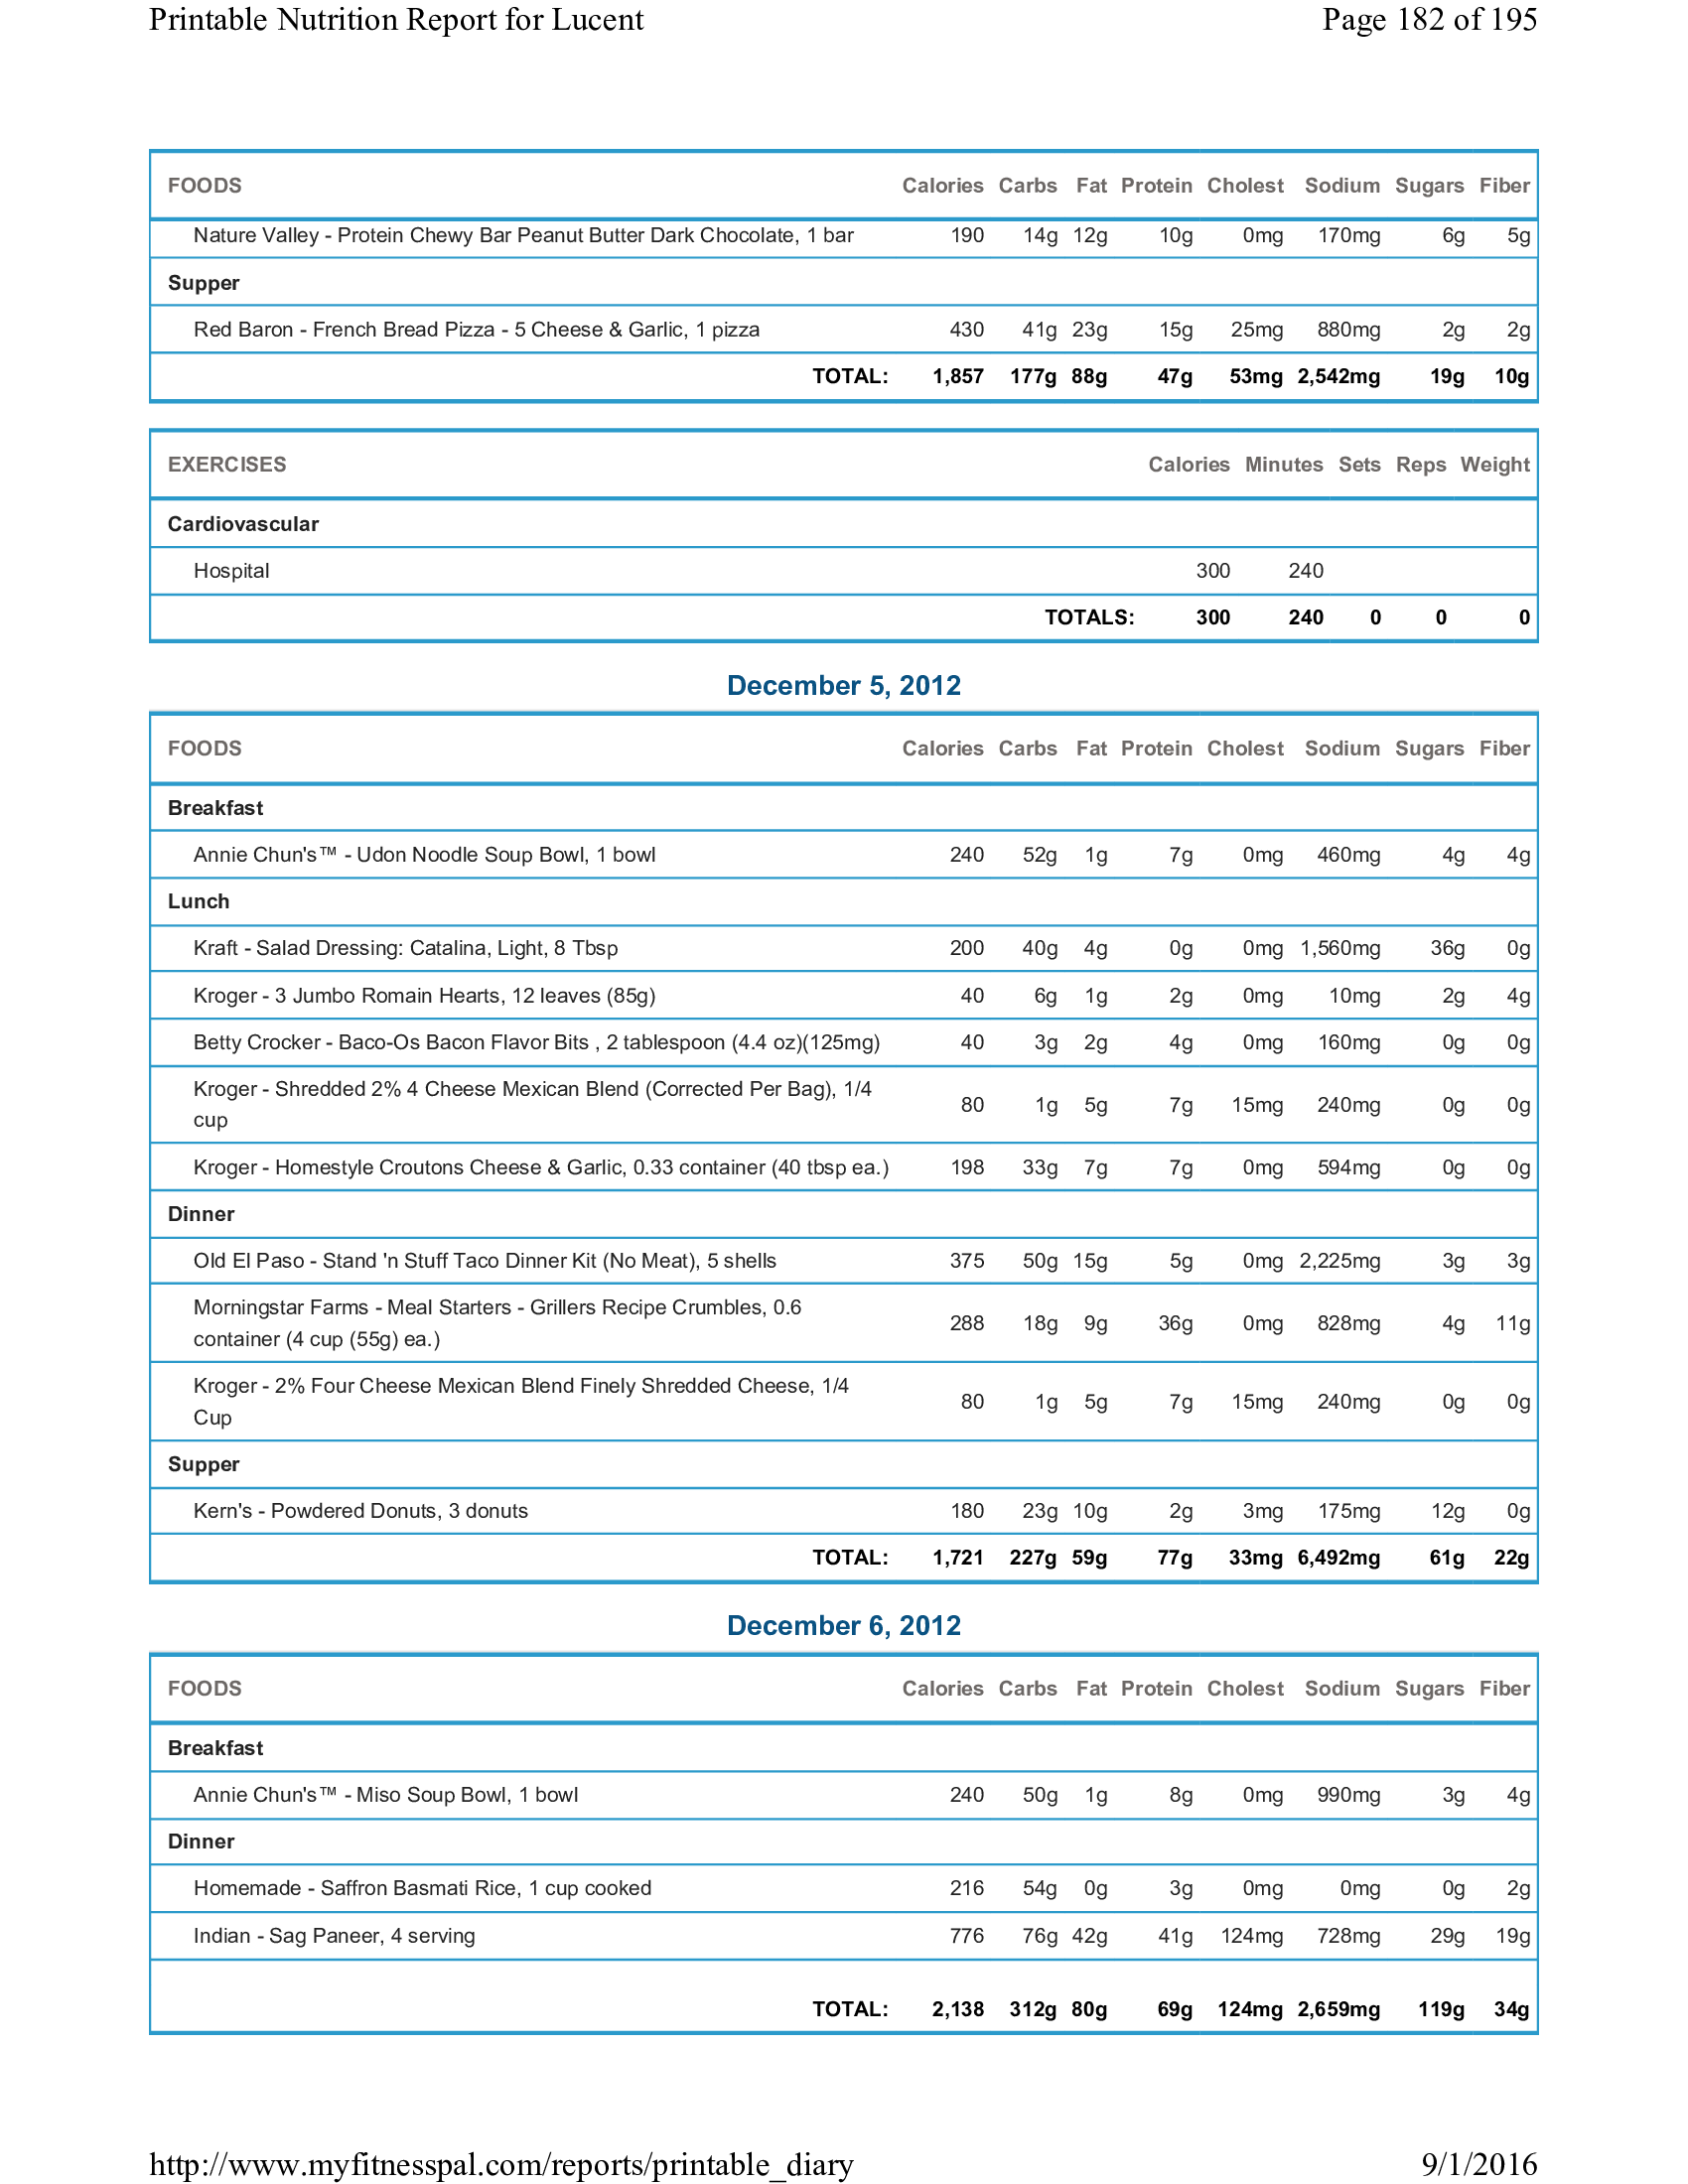 Printable Nutrition Report for Lucent Page 182 of 195
FOODS Calories Carbs Fat Protein Cholest Sodium Sugars Fiber
Nature Valley - Protein Chewy Bar Peanut Butter Dark Chocolate, 1 bar 190 14g 12g 10g 0mg 170mg 6g 5g
Supper
Red Baron - French Bread Pizza - 5 Cheese & Garlic, 1 pizza 430 41g 23g 15g 25mg 880mg 2g 2g
TOTAL: 1,857 177g 88g 47g 53mg 2,542mg 19g 10g
EXERCISES Calories Minutes Sets Reps Weight
Cardiovascular
Hospital 300 240
TOTALS: 300 240 0 0 0
December 5, 2012
FOODS Calories Carbs Fat Protein Cholest Sodium Sugars Fiber
Breakfast
Annie Chun's™ - Udon Noodle Soup Bowl, 1 bowl 240 52g 1g 7g 0mg 460mg 4g 4g
Lunch
Kraft - Salad Dressing: Catalina, Light, 8 Tbsp 200 40g 4g 0g 0mg 1,560mg 36g 0g
Kroger - 3 Jumbo Romain Hearts, 12 leaves (85g) 40 6g 1g 2g 0mg 10mg 2g 4g
Betty Crocker - Baco-Os Bacon Flavor Bits , 2 tablespoon (4.4 oz)(125mg) 40 3g 2g 4g 0mg 160mg 0g 0g
Kroger - Shredded 2% 4 Cheese Mexican Blend (Corrected Per Bag), 1/4
cup 80 1g 5g 7g 15mg 240mg 0g 0g
Kroger - Homestyle Croutons Cheese & Garlic, 0.33 container (40 tbsp ea.) 198 33g 7g 7g 0mg 594mg 0g 0g
Dinner
Old El Paso - Stand 'n Stuff Taco Dinner Kit (No Meat), 5 shells 375 50g 15g 5g 0mg 2,225mg 3g 3g
Morningstar Farms - Meal Starters - Grillers Recipe Crumbles, 0.6
container (4 cup (55g) ea.) 288 18g 9g 36g 0mg 828mg 4g 11g
Kroger - 2% Four Cheese Mexican Blend Finely Shredded Cheese, 1/4
Cup 80 1g 5g 7g 15mg 240mg 0g 0g
Supper
Kern's - Powdered Donuts, 3 donuts 180 23g 10g 2g 3mg 175mg 12g 0g
TOTAL: 1,721 227g 59g 77g 33mg 6,492mg 61g 22g
December 6, 2012
FOODS Calories Carbs Fat Protein Cholest Sodium Sugars Fiber
Breakfast
Annie Chun's™ - Miso Soup Bowl, 1 bowl 240 50g 1g 8g 0mg 990mg 3g 4g
Dinner
Homemade - Saffron Basmati Rice, 1 cup cooked 216 54g 0g 3g 0mg 0mg 0g 2g
Indian - Sag Paneer, 4 serving 776 76g 42g 41g 124mg 728mg 29g 19g
TOTAL: 2,138 312g 80g 69g 124mg 2,659mg 119g 34g
http://www.myfitnesspal.com/reports/printable_diary 9/1/2016